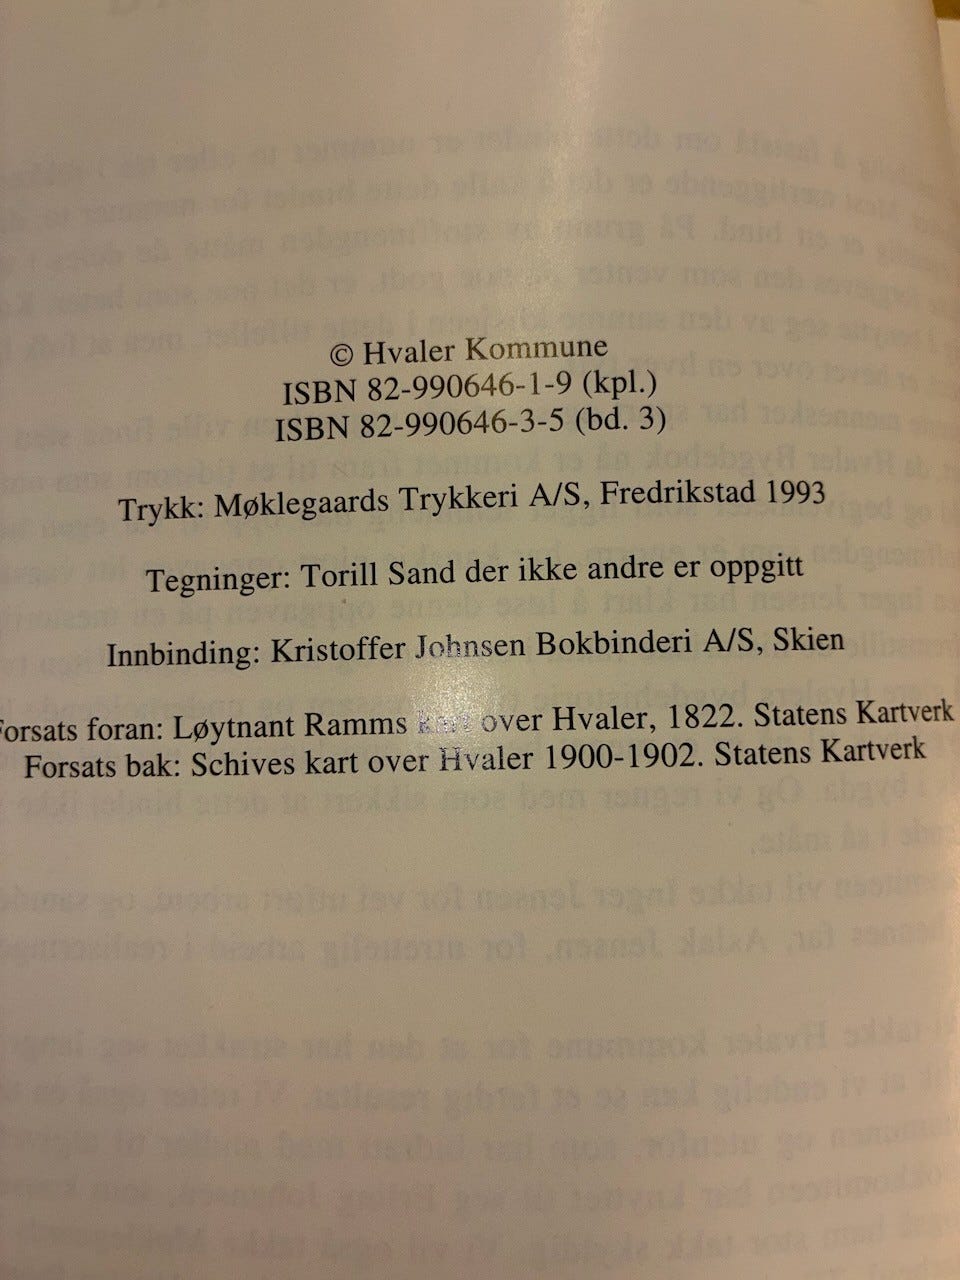 © Hvaler Kommune
ISBN 82-990646-1-9 (kpl.)
ISBN 82-990646-3-5 (bd. 3)
Trykk: Møklegaards Trykkeri A/S, Fredrikstad 1993
Tegninger: Torill Sand der ikke andre er oppgitt
Innbinding: Kristoffer Johnsen Bokbinderi A/S, Skien
Forsats foran: Løytnant Ramms kart over Hvaler, 1822. Statens Kartverk
Forsats bak: Schives kart over Hvaler 1900-1902. Statens Kartverk